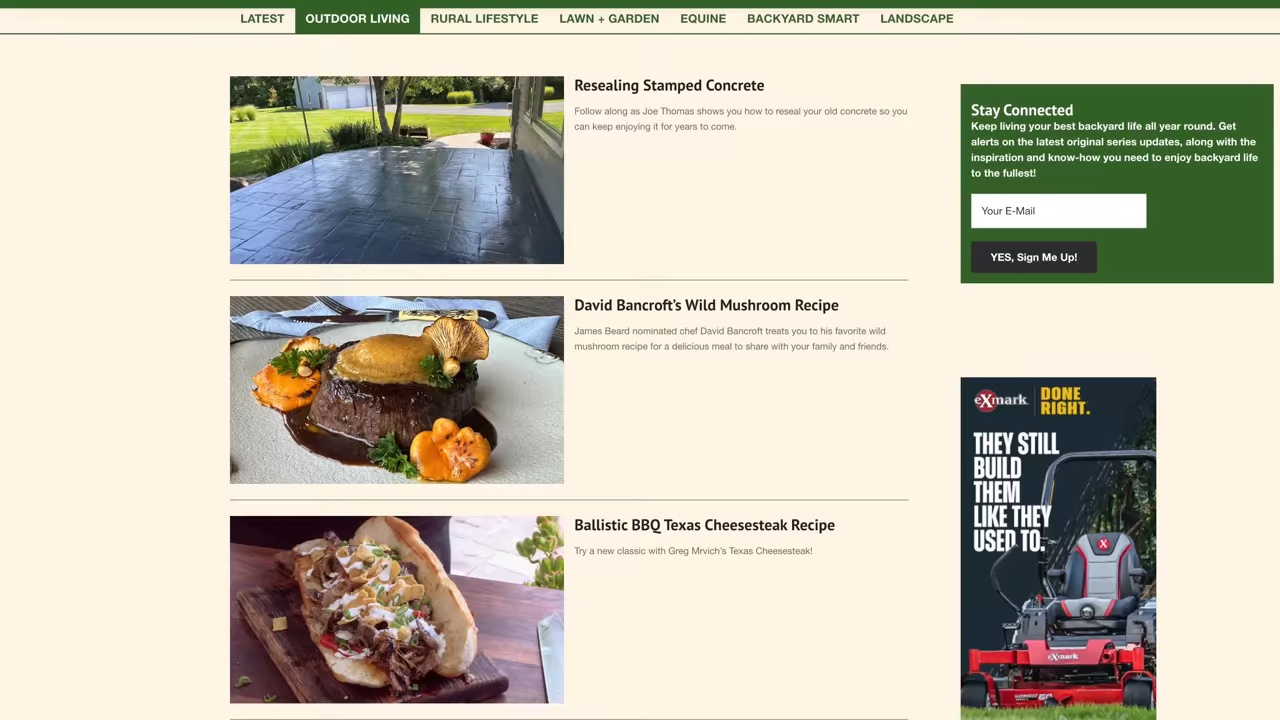 LATEST OUTDOOR LIVING RURAL LIFESTYLE LAWN + GARDEN EQUINE BACKYARD SMART LANDSCAPE
Resealing Stamped Concrete
Follow along as Joe Thomas shows you how to reseal your old concrete so you
can keep enjoying it for years to come.
David Bancroft's Wild Mushroom Recipe
James Beard nominated chef David Bancroft treats you to his favorite wild
mushroom recipe for a delicious meal to share with your family and friends.
Ballistic BBQ Texas Cheesesteak Recipe
Try a new classic with Greg Mrvich's Texas Cheesesteak!
Stay Connected
Keep living your best backyard life all year round. Get
alerts on the latest original series updates, along with the
inspiration and know-how you need to enjoy backyard life
to the fullest!
Your E-Mail
YES, Sign Me Up!
eXmark DONE
RIGHT.
THEY STILL
BUILD
THEM
LIKE THEY
USED TO.
X
eXmark